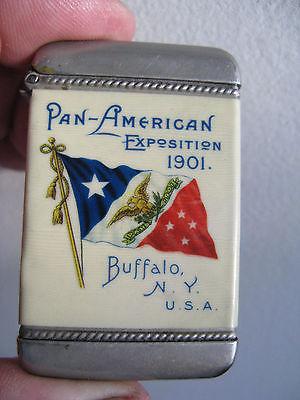 PAN-AMERICAN
EXPOSITION
1901.
Buffalo,
N. Y.
U.S.A.